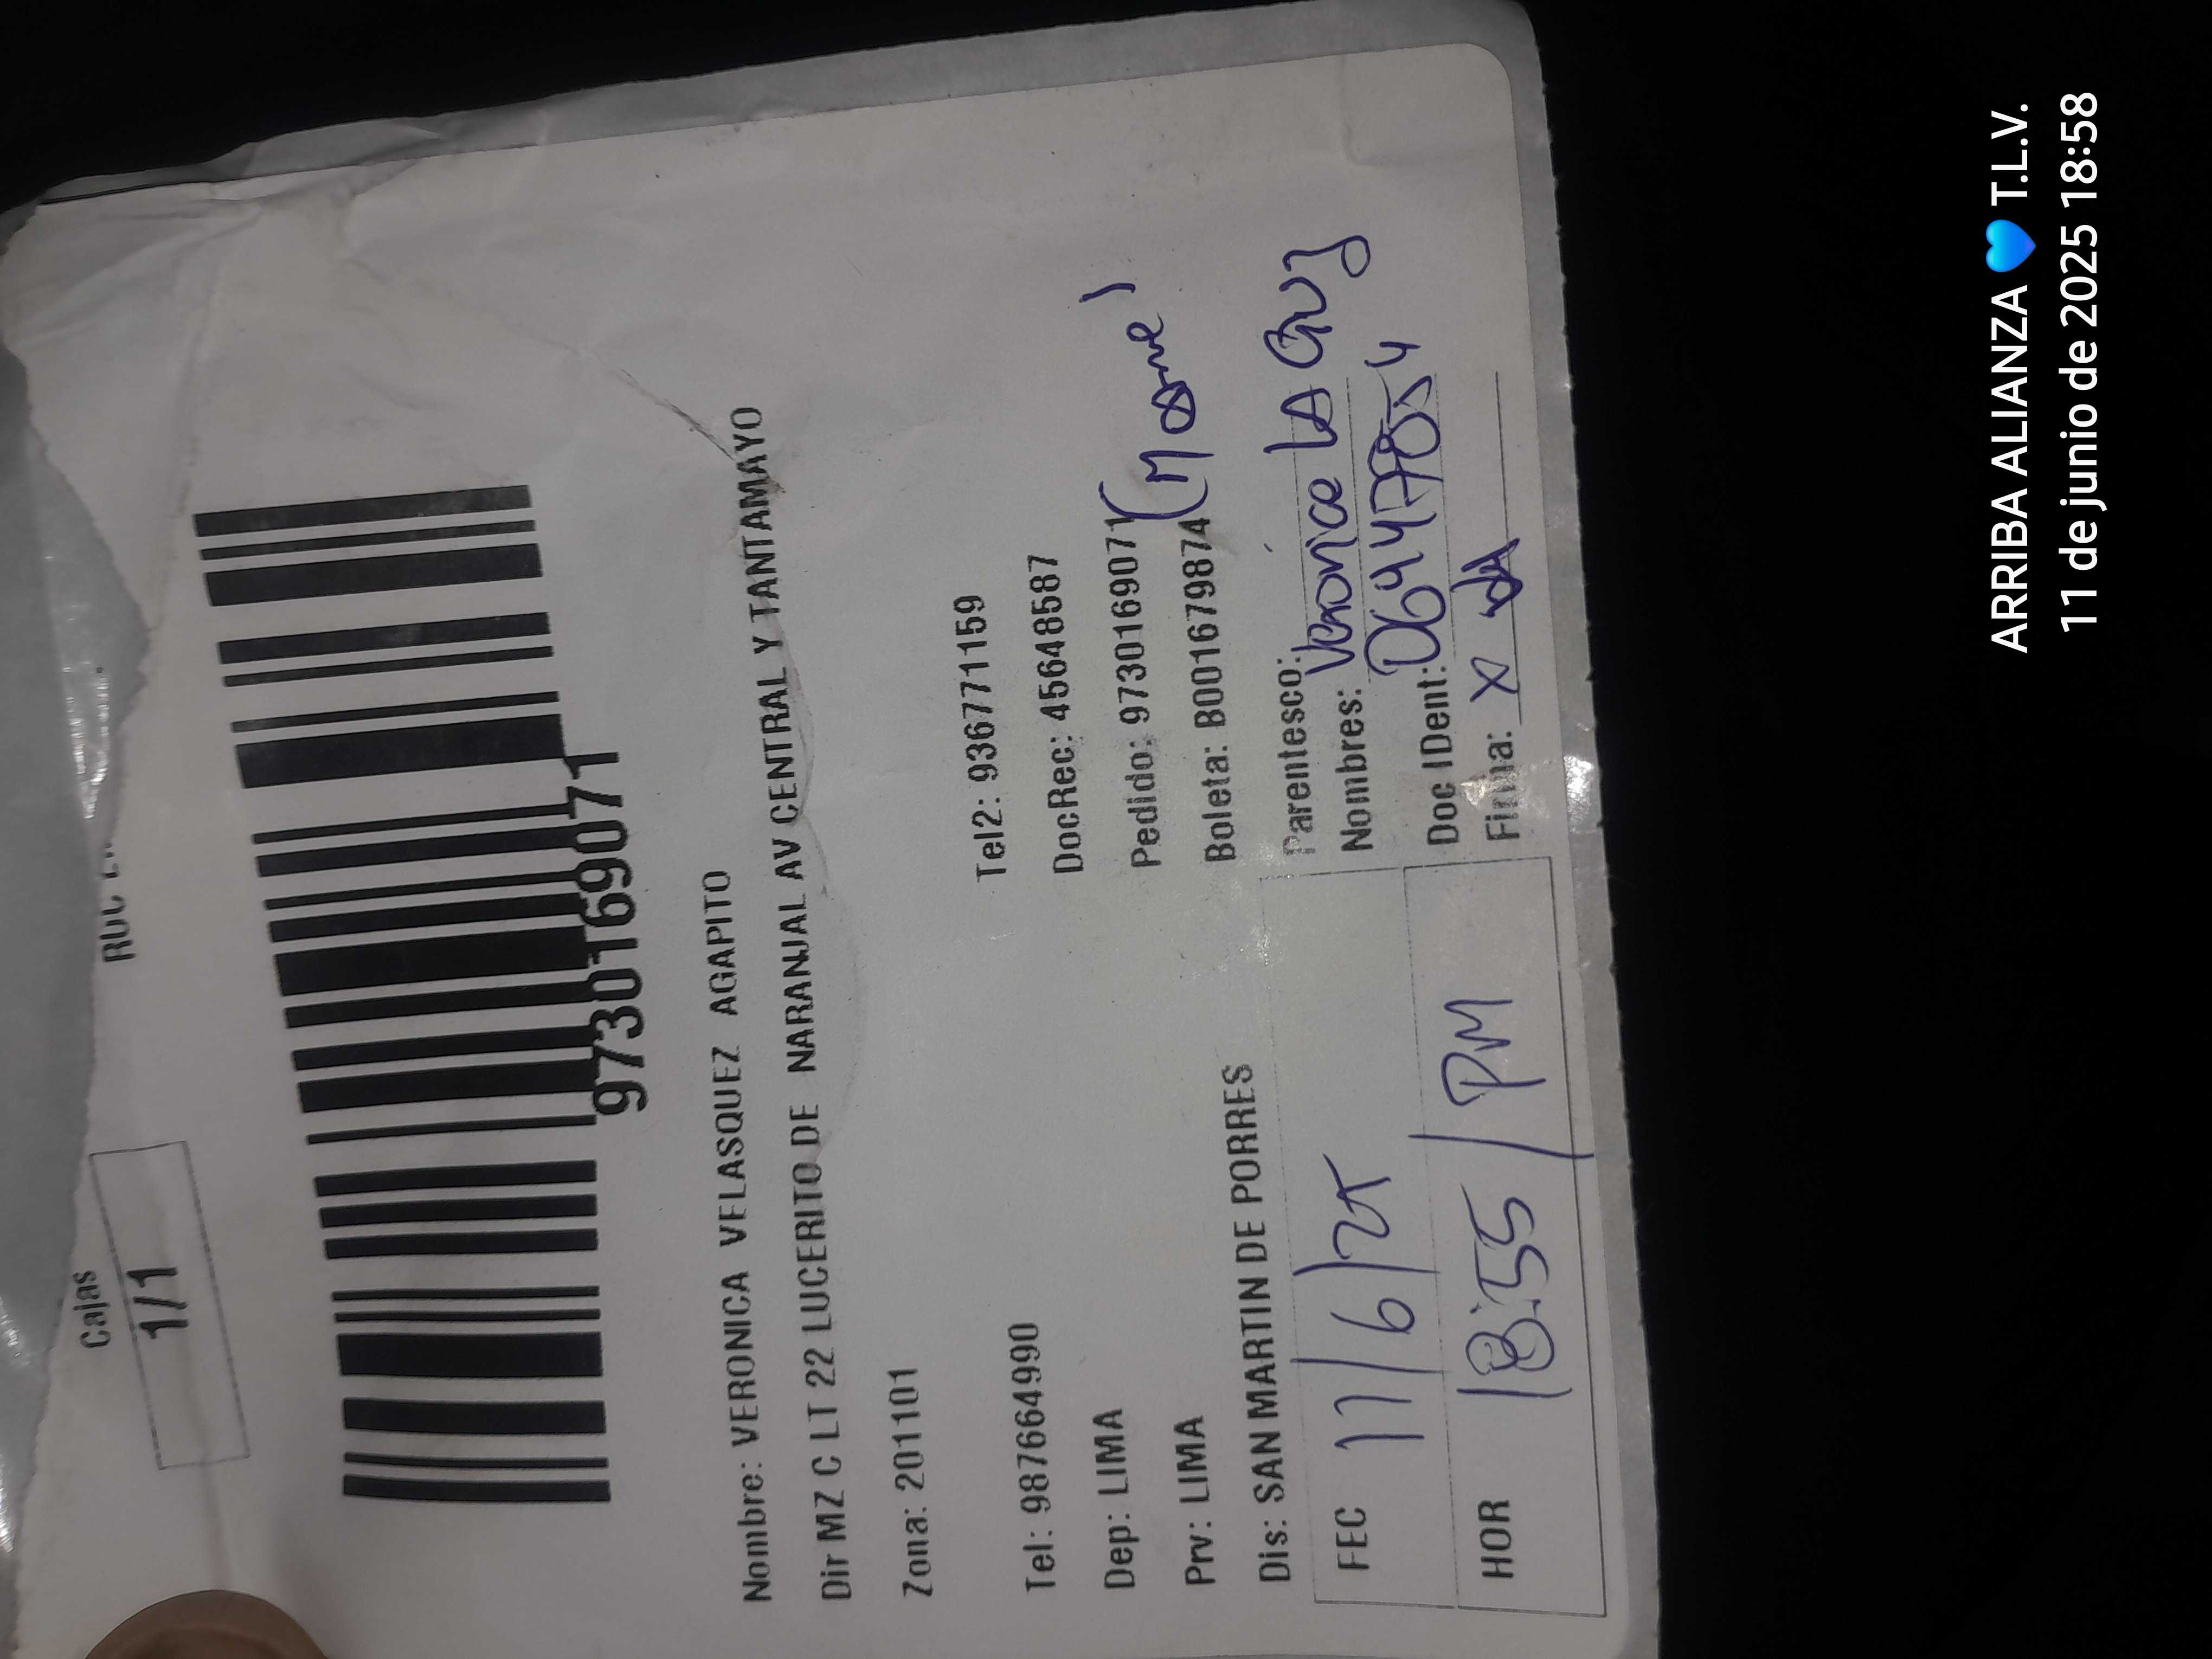 Cajas
1/1
9730169071
Nombre: VERONICA VELASQUEZ AGAPITO
Dir MZ C LT 22 LUCERITO DE NARANJAL AV CENTRAL Y TANTAMAYO
Zona: 201101
Tel: 987664990 Tel2: 936771159
Dep: LIMA DocRec: 45648587
Prv: LIMA Pedido: 9730169071
Dis: SAN MARTIN DE PORRES Boleta: B001679874
FEC 11/6/25 Parentesco:
Nombres: LA
HOR 18:55 / PM Doc IDent:
Firma: X
ARRIBA ALIANZA 💙 T.L.V.
11 de junio de 2025 18:58